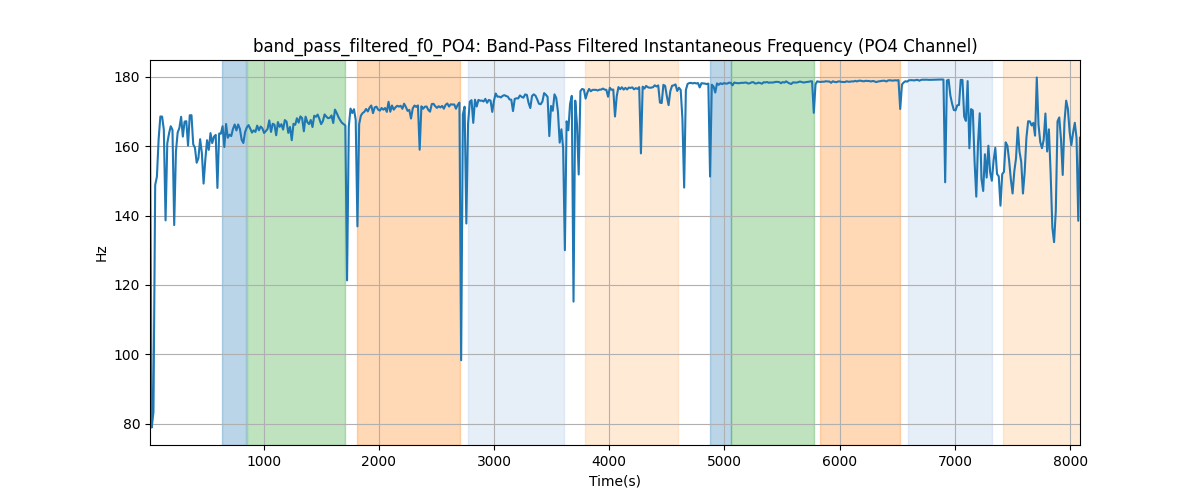 band_pass_filtered_f0_PO4: Band-Pass Filtered Instantaneous Frequency (PO4 Channel)
180
160
140
120
100
80
Hz
1000 2000 3000 4000 5000 6000 7000 8000
Time(s)